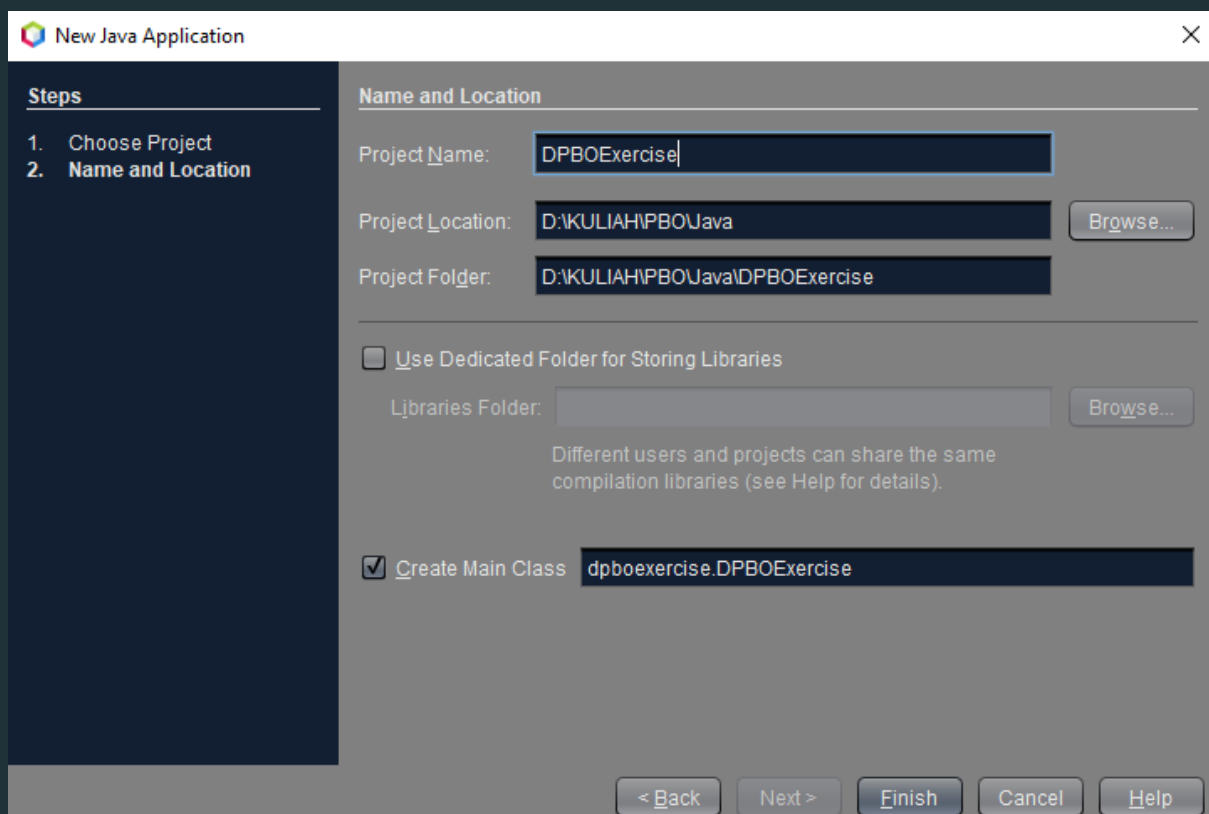 New Java Application
Steps
1. Choose Project
2. Name and Location
Name and Location
Project Name: DPBOExercise
Project Location: D:\KULIAH\PBO\Java Browse...
Project Folder: D:\KULIAH\PBO\Java\DPBOExercise
Use Dedicated Folder for Storing Libraries
Libraries Folder: Browse...
Different users and projects can share the same
compilation libraries (see Help for details).
Create Main Class dpboexercise.DPBOExercise
< Back Next > Finish Cancel Help